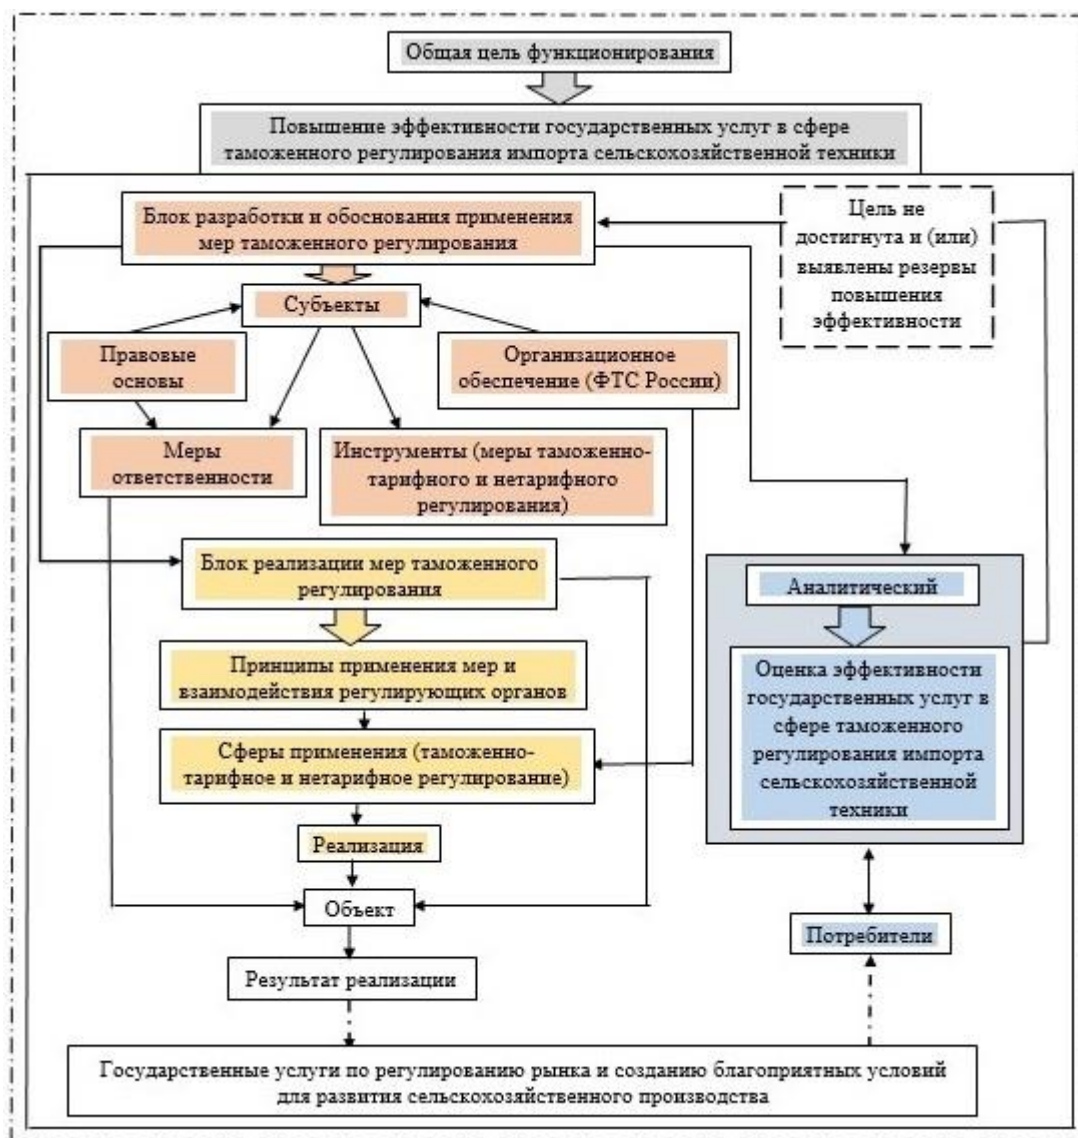 Общая цель функционирования
Повышение эффективности государственных услуг в сфере
таможенного регулирования импорта сельскохозяйственной техники
Блок разработки и обоснования применения
мер таможенного регулирования
Цель не
достигнута и (или)
выявлены резервы
повышения
эффективности
Субъекты
Правовые
основы
Организационное
обеспечение (ФТС России)
Меры
ответственности
Инструменты (меры таможенно-
тарифного и нетарифного
регулирования)
Блок реализации мер таможенного
регулирования
Аналитический
Принципы применения мер и
взаимодействия регулирующих органов
Оценка эффективности
государственных услуг в
сфере таможенного
регулирования импорта
сельскохозяйственной
техники
Сферы применения (таможенно-
тарифное и нетарифное регулирование)
Реализация
Объект
Потребители
Результат реализации
Государственные услуги по регулированию рынка и созданию благоприятных условий
для развития сельскохозяйственного производства